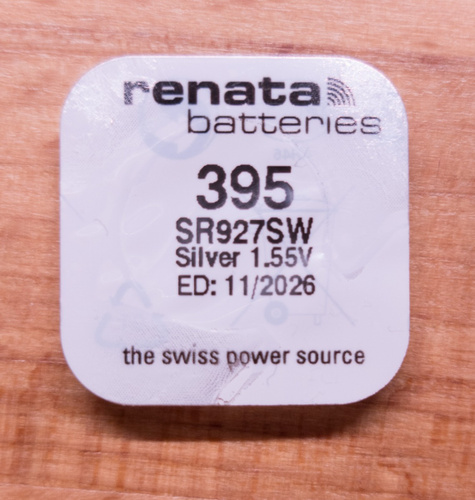 renata
batteries
395
SR927SW
Silver 1.55V
ED: 11/2026
the swiss power source